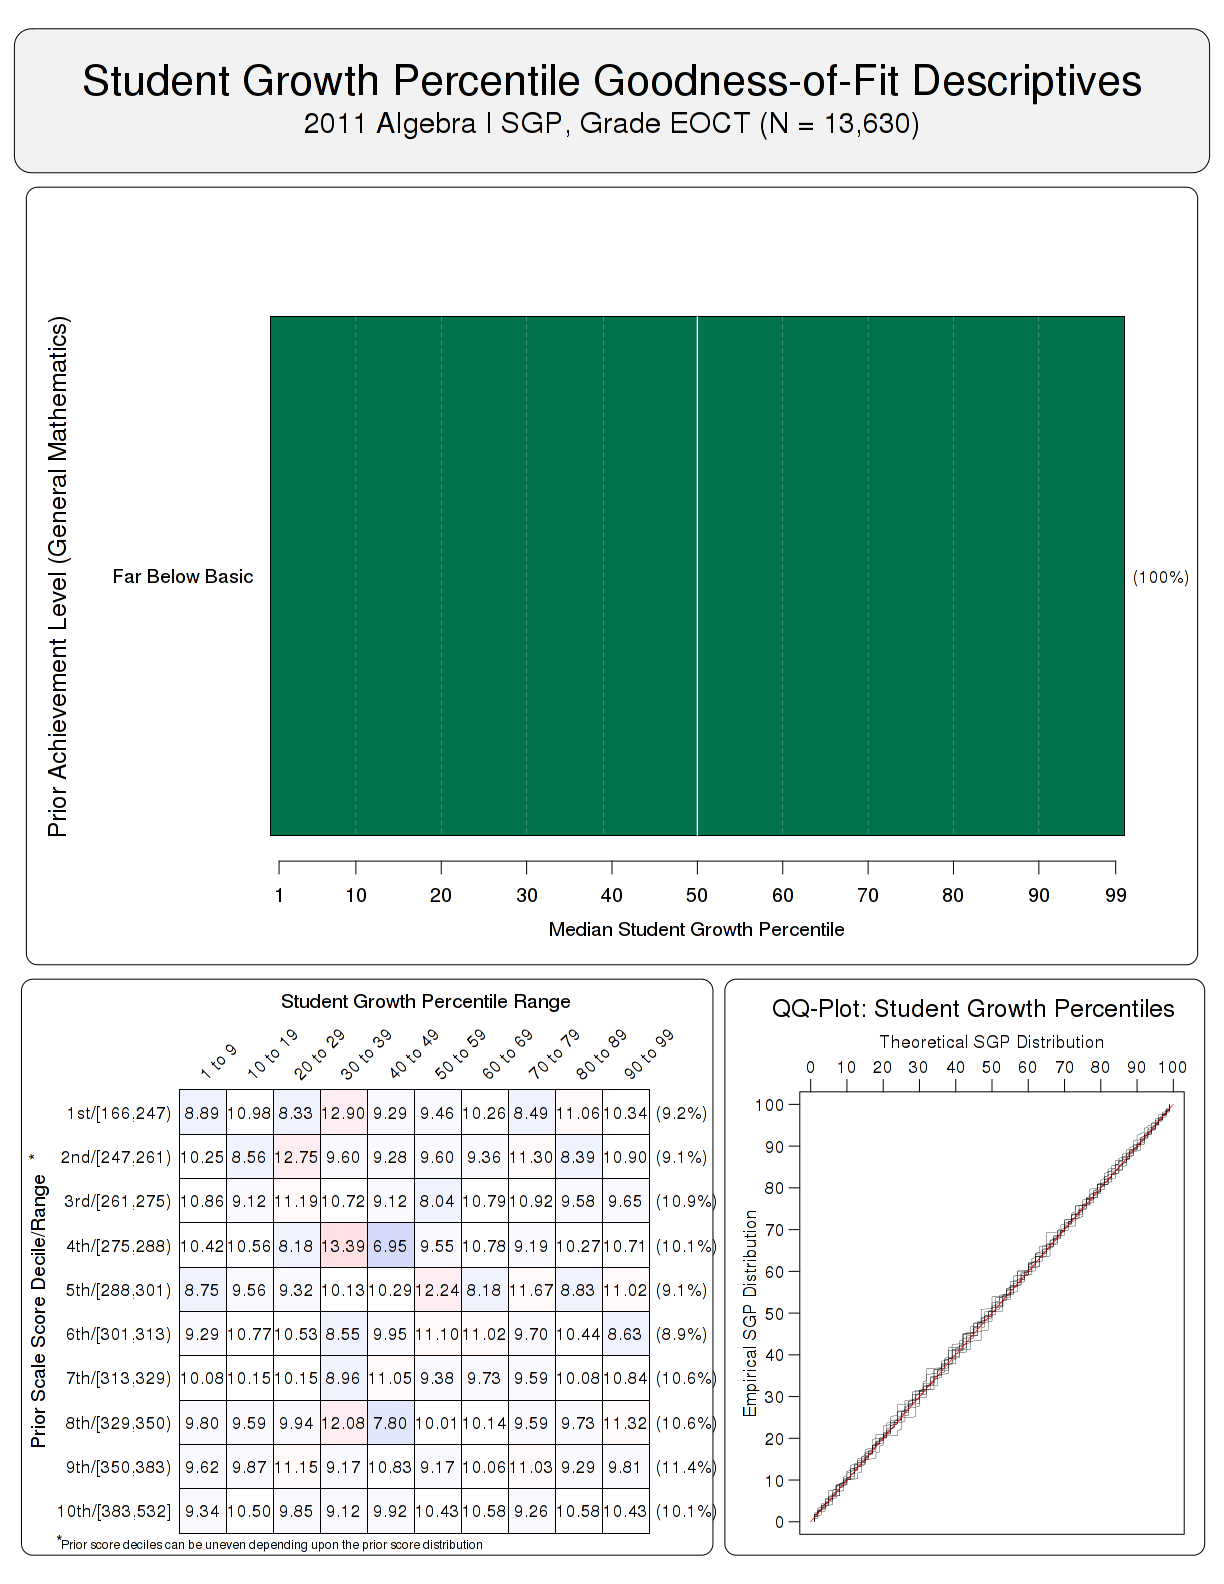 Student Growth Percentile Goodness-of-Fit Descriptives
2011 Algebra I SGP, Grade EOCT (N = 13,630)
Prior Achievement Level (General Mathematics)
Far Below Basic
(100%)
1 10 20 30 40 50 60 70 80 90 99
Median Student Growth Percentile
Student Growth Percentile Range
1 to 9 10 to 19 20 to 29 30 to 39 40 to 49 50 to 59 60 to 69 70 to 79 80 to 89 90 to 99
Prior Scale Score Decile/Range *
1st/[166,247) 8.89 10.98 8.33 12.90 9.29 9.46 10.26 8.49 11.06 10.34 (9.2%)
2nd/[247,261) 10.25 8.56 12.75 9.60 9.28 9.60 9.36 11.30 8.39 10.90 (9.1%)
3rd/[261,275) 10.86 9.12 11.19 10.72 9.12 8.04 10.79 10.92 9.58 9.65 (10.9%)
4th/[275,288) 10.42 10.56 8.18 13.39 6.95 9.55 10.78 9.19 10.27 10.71 (10.1%)
5th/[288,301) 8.75 9.56 9.32 10.13 10.29 12.24 8.18 11.67 8.83 11.02 (9.1%)
6th/[301,313) 9.29 10.77 10.53 8.55 9.95 11.10 11.02 9.70 10.44 8.63 (8.9%)
7th/[313,329) 10.08 10.15 10.15 8.96 11.05 9.38 9.73 9.59 10.08 10.84 (10.6%)
8th/[329,350) 9.80 9.59 9.94 12.08 7.80 10.01 10.14 9.59 9.73 11.32 (10.6%)
9th/[350,383) 9.62 9.87 11.15 9.17 10.83 9.17 10.06 11.03 9.29 9.81 (11.4%)
10th/[383,532] 9.34 10.50 9.85 9.12 9.92 10.43 10.58 9.26 10.58 10.43 (10.1%)
*Prior score deciles can be uneven depending upon the prior score distribution
QQ-Plot: Student Growth Percentiles
Theoretical SGP Distribution
0 10 20 30 40 50 60 70 80 90 100
Empirical SGP Distribution
100
90
80
70
60
50
40
30
20
10
0